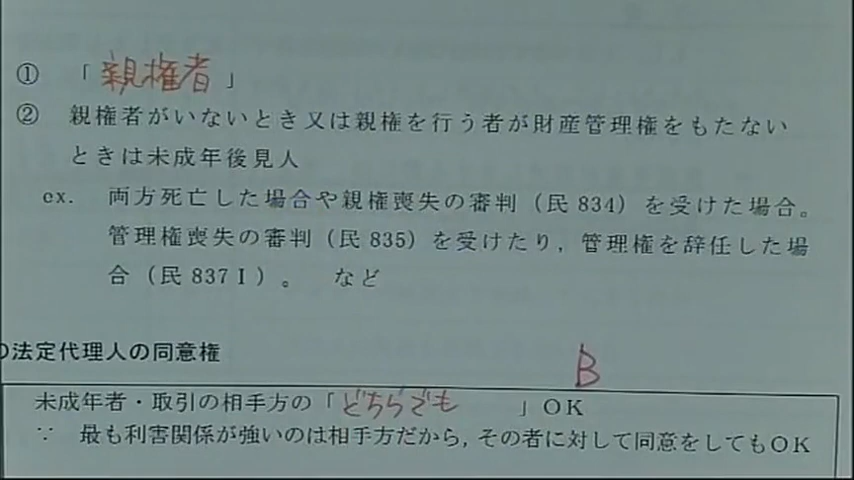 ① 「親権者」
② 親権者がいないとき又は親権を行う者が財産管理権をもたない
ときは未成年後見人
ex. 両方死亡した場合や親権喪失の審判（民834）を受けた場合。
管理権喪失の審判（民835）を受けたり，管理権を辞任した場
合（民837Ⅰ）。 など
の法定代理人の同意権
B
未成年者・取引の相手方の「どちらでも 」OK
∵ 最も利害関係が強いのは相手方だから，その者に対して同意をしてもOK